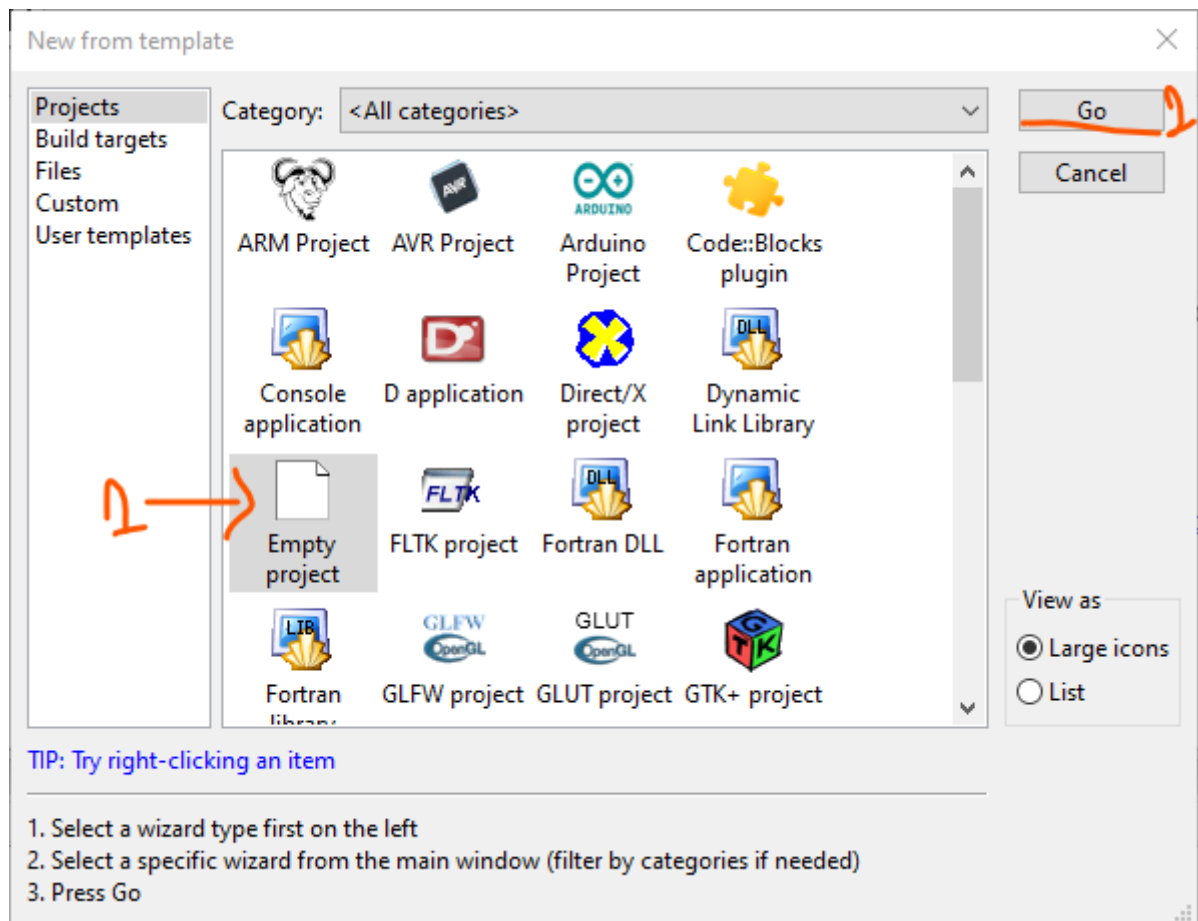 New from template
Projects
Build targets
Files
Custom
User templates
Category:
<All categories>
Go
Cancel
ARM Project
AVR
AVR Project
ARDUINO
Arduino
Project
Code::Blocks
plugin
Console
application
D
D application
Direct/X
project
DLL
Dynamic
Link Library
Empty
project
FLTK
FLTK project
DLL
Fortran DLL
Fortran
application
LIB
Fortran
library
GLFW
OpenGL
GLFW project
GLUT
OpenGL
GLUT project
GTK
GTK+ project
View as
Large icons
List
TIP: Try right-clicking an item
1. Select a wizard type first on the left
2. Select a specific wizard from the main window (filter by categories if needed)
3. Press Go